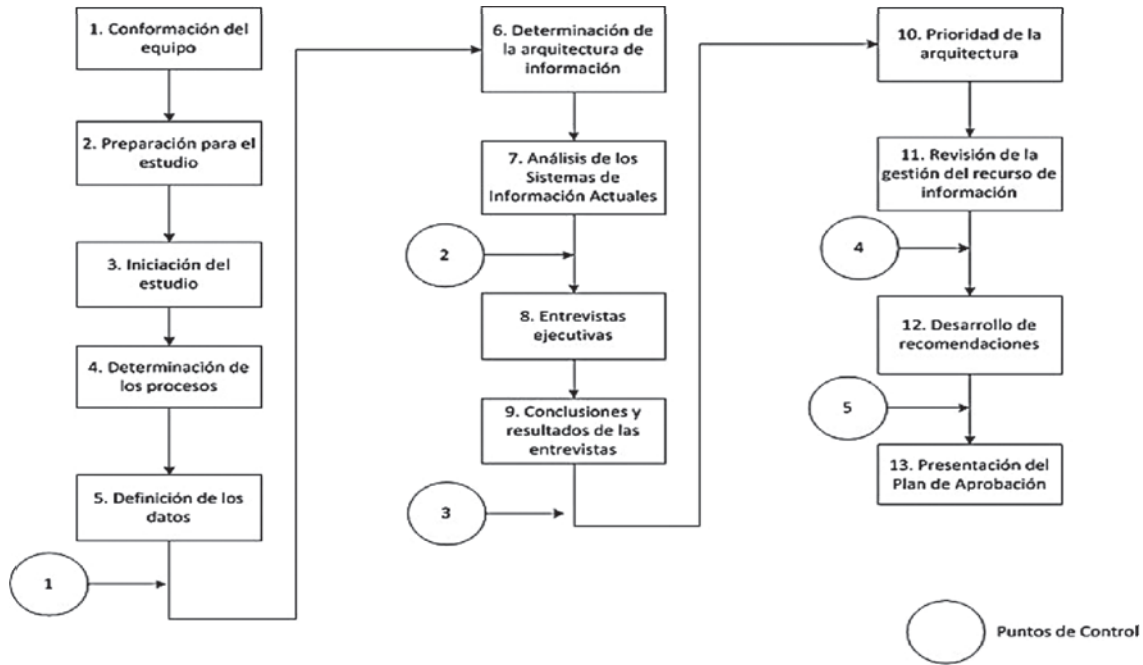 1. Conformación del
equipo
2. Preparación para el
estudio
3. Iniciación del
estudio
4. Determinación de
los procesos
5. Definición de los
datos
1
6. Determinación de
la arquitectura de
información
7. Análisis de los
Sistemas de
Información Actuales
2
8. Entrevistas
ejecutivas
9. Conclusiones y
resultados de las
entrevistas
3
10. Prioridad de la
arquitectura
11. Revisión de la
gestión del recurso de
información
4
12. Desarrollo de
recomendaciones
5
13. Presentación del
Plan de Aprobación
Puntos de Control